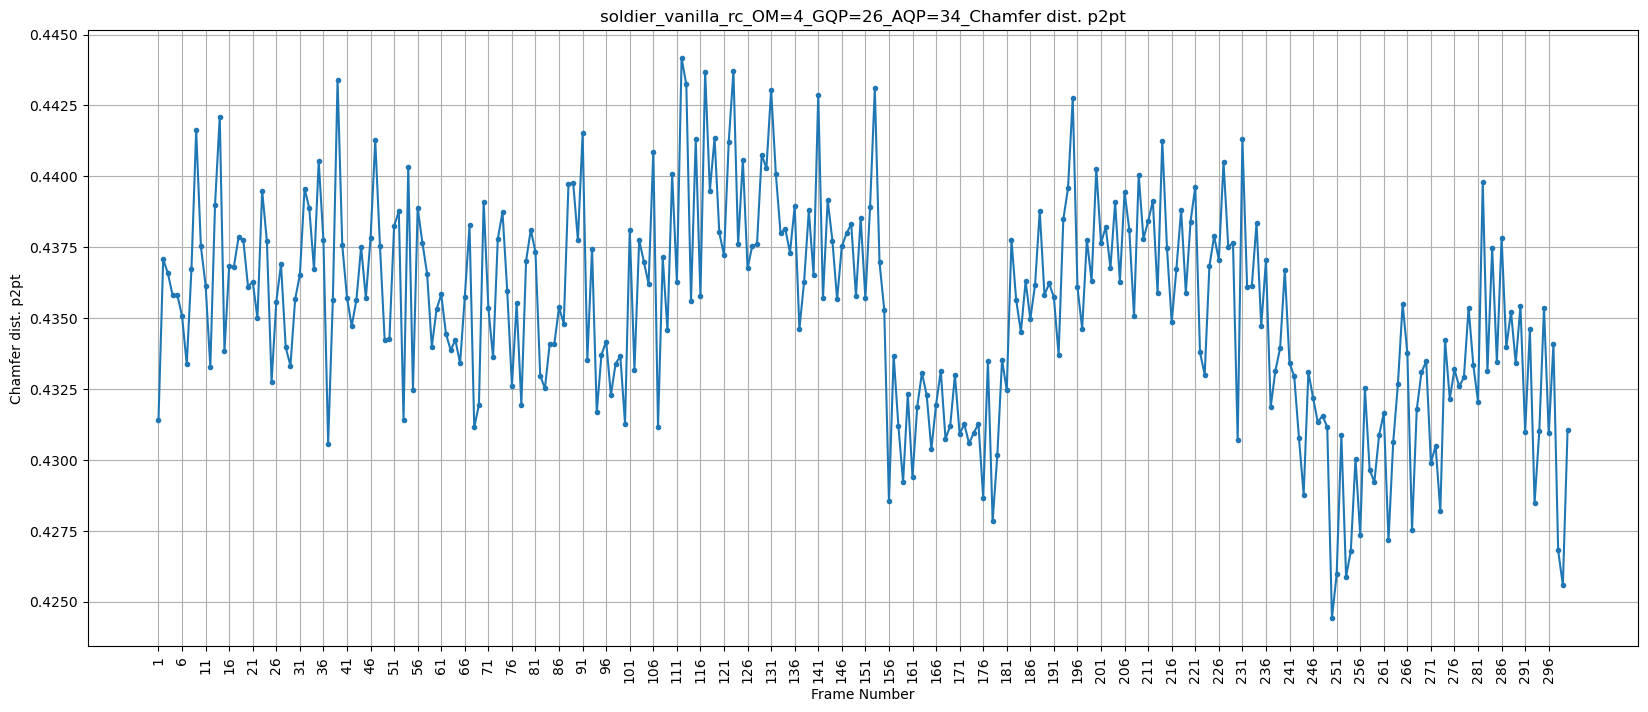 soldier_vanilla_rc_OM=4_GQP=26_AQP=34_Chamfer dist. p2pt
Chamfer dist. p2pt
0.4450
0.4425
0.4400
0.4375
0.4350
0.4325
0.4300
0.4275
0.4250
1 6 11 16 21 26 31 36 41 46 51 56 61 66 71 76 81 86 91 96 101 106 111 116 121 126 131 136 141 146 151 156 161 166 171 176 181 186 191 196 201 206 211 216 221 226 231 236 241 246 251 256 261 266 271 276 281 286 291 296
Frame Number